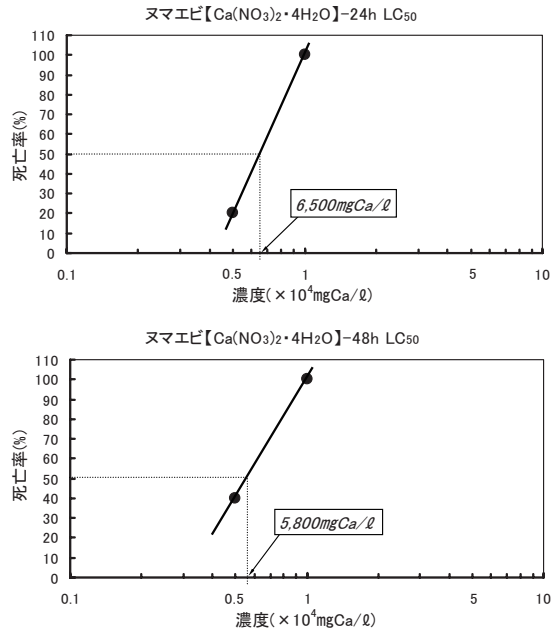 ヌマエビ【Ca(NO₃)₂・4H₂O】-24h LC₅₀
死亡率(%)
110
100
90
80
70
60
50
40
30
20
10
0
6,500mgCa/ℓ
0.1 0.5 1 5 10
濃度(×10⁴mgCa/ℓ)
ヌマエビ【Ca(NO₃)₂・4H₂O】-48h LC₅₀
死亡率(%)
110
100
90
80
70
60
50
40
30
20
10
0
5,800mgCa/ℓ
0.1 0.5 1 5 10
濃度(×10⁴mgCa/ℓ)